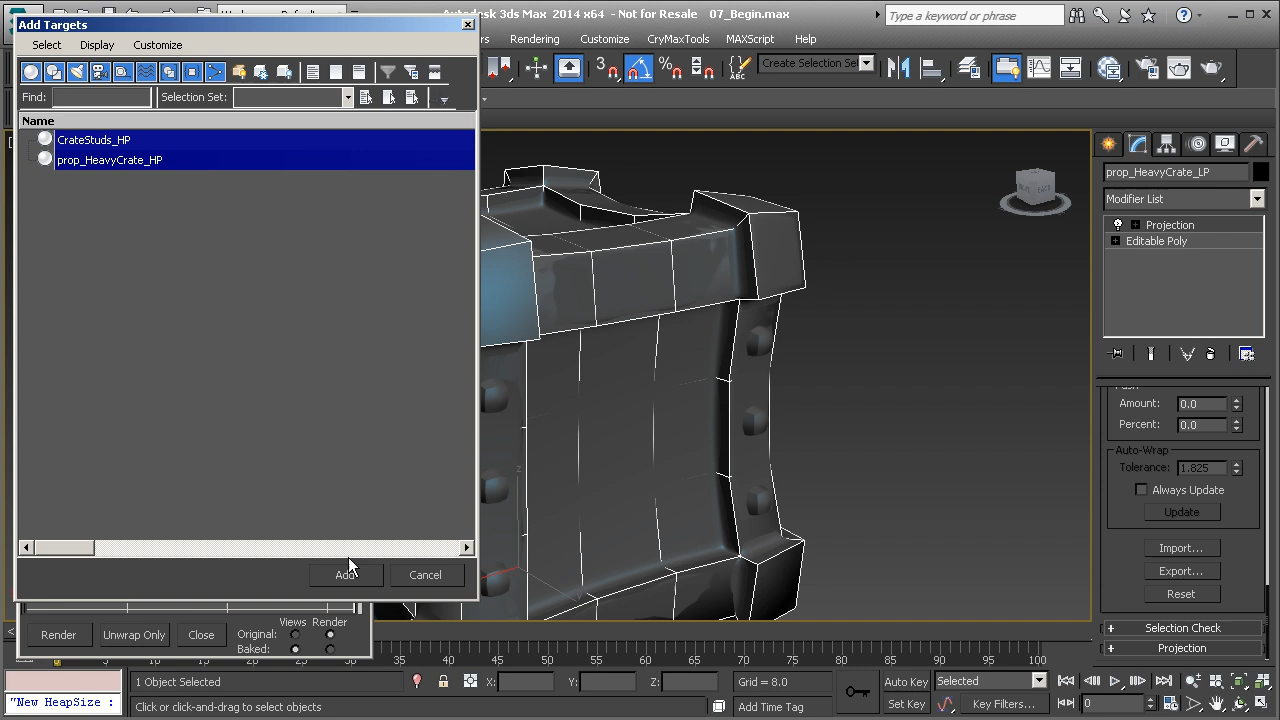 Add Targets
Autodesk 3ds Max 2014 x64 - Not for Resale 07_Begin.max
Type a keyword or phrase
Select Display Customize
Rendering Customize CryMaxTools MAXScript Help
3
%
ABC
Create Selection Se
Find: Selection Set:
Name
CrateStuds_HP
prop_HeavyCrate_HP
prop_HeavyCrate_LP
Modifier List
Projection
Editable Poly
Amount: 0.0
Percent: 0.0
Auto-Wrap
Tolerance: 1.825
Always Update
Update
Import...
Export...
Reset
Selection Check
Projection
z
Add Cancel
Views Render
Render Unwrap Only Close Original:
Baked:
35 40 45 50 55 60 65 70 75 80 85 90 95 100
1 Object Selected X: Y: Z: Grid = 8.0 Auto Key Selected
"New HeapSize : Click or click-and-drag to select objects Add Time Tag Set Key Key Filters... 0